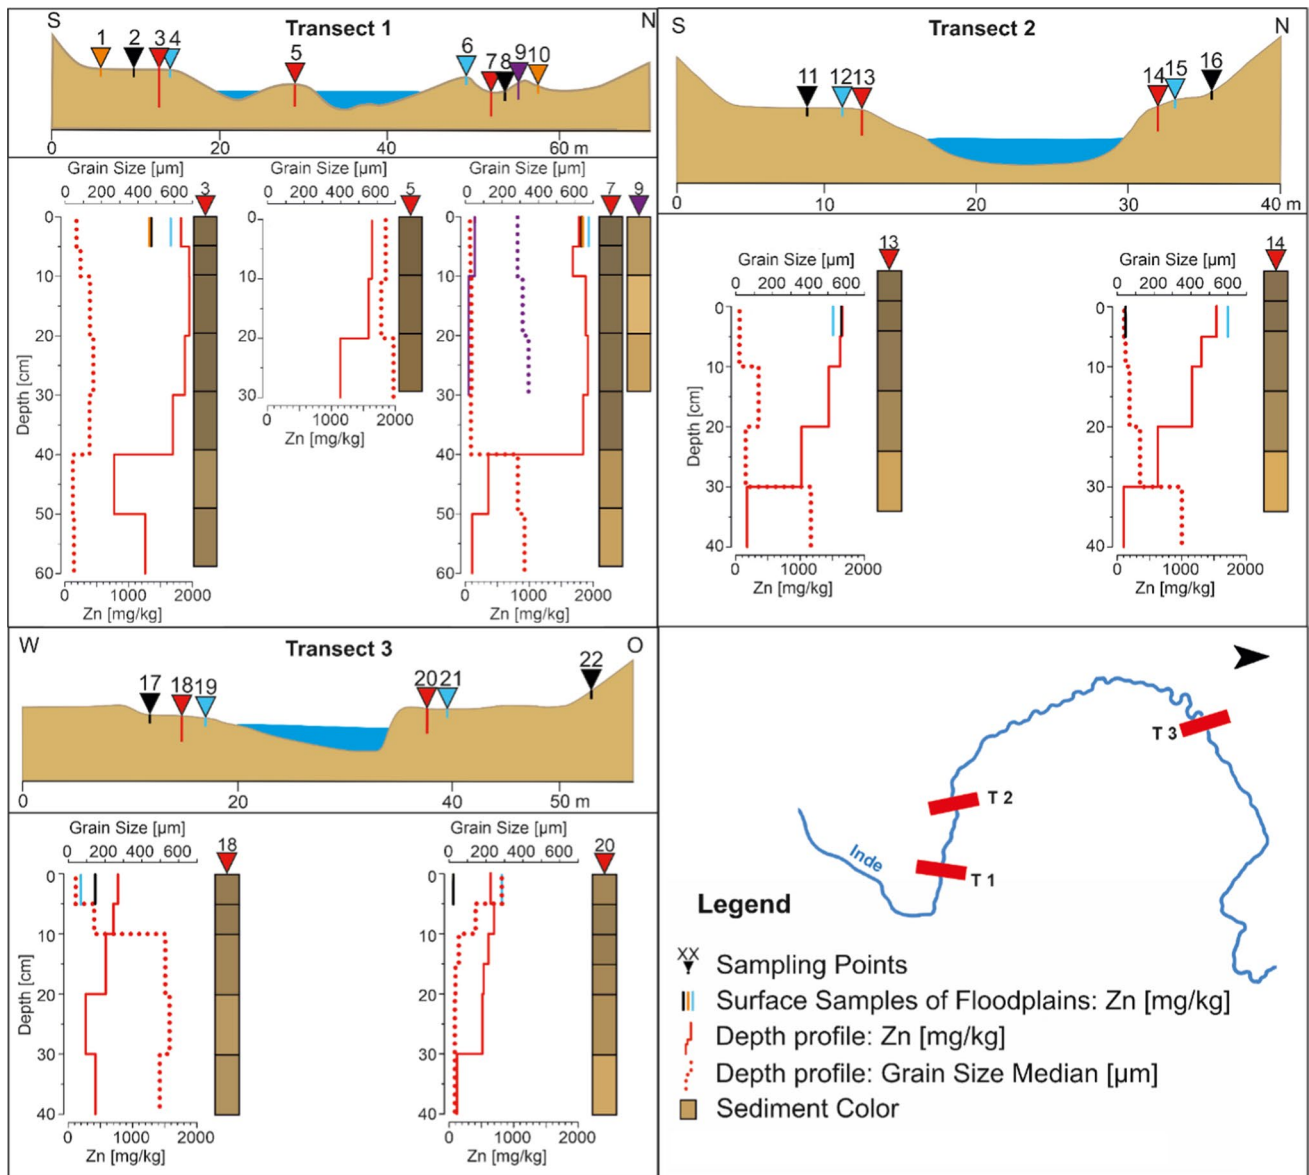 S Transect 1 N
1 2 3 4 5 6 7 8 9 10
0 20 40 60 m
Grain Size [µm] Grain Size [µm] Grain Size [µm]
0 200 400 600 3 0 200 400 600 5 0 200 400 600 7 9
Depth [cm]
0 0 0
10 10 10
20 20 20
30 30 30
40 40
50 50
60 60
0 1000 2000
Zn [mg/kg]
0 1000 2000
Zn [mg/kg]
0 1000 2000
Zn [mg/kg]
S Transect 2 N
11 12 13 14 15 16
0 10 20 30 40 m
13 14
Grain Size [µm] Grain Size [µm]
0 200 400 600 0 200 400 600
Depth [cm]
0 0
10 10
20 20
30 30
40 40
0 1000 2000 0 1000 2000
Zn [mg/kg] Zn [mg/kg]
W Transect 3 O
17 18 19 20 21 22
0 20 40 50 m
Grain Size [µm] Grain Size [µm]
0 200 400 600 18 0 200 400 600 20
Depth [cm]
0 0
10 10
20 20
30 30
40 40
0 1000 2000 0 1000 2000
Zn [mg/kg] Zn [mg/kg]
T 3
T 2
Inde
T 1
Legend
XX
Sampling Points
Surface Samples of Floodplains: Zn [mg/kg]
Depth profile: Zn [mg/kg]
Depth profile: Grain Size Median [µm]
Sediment Color